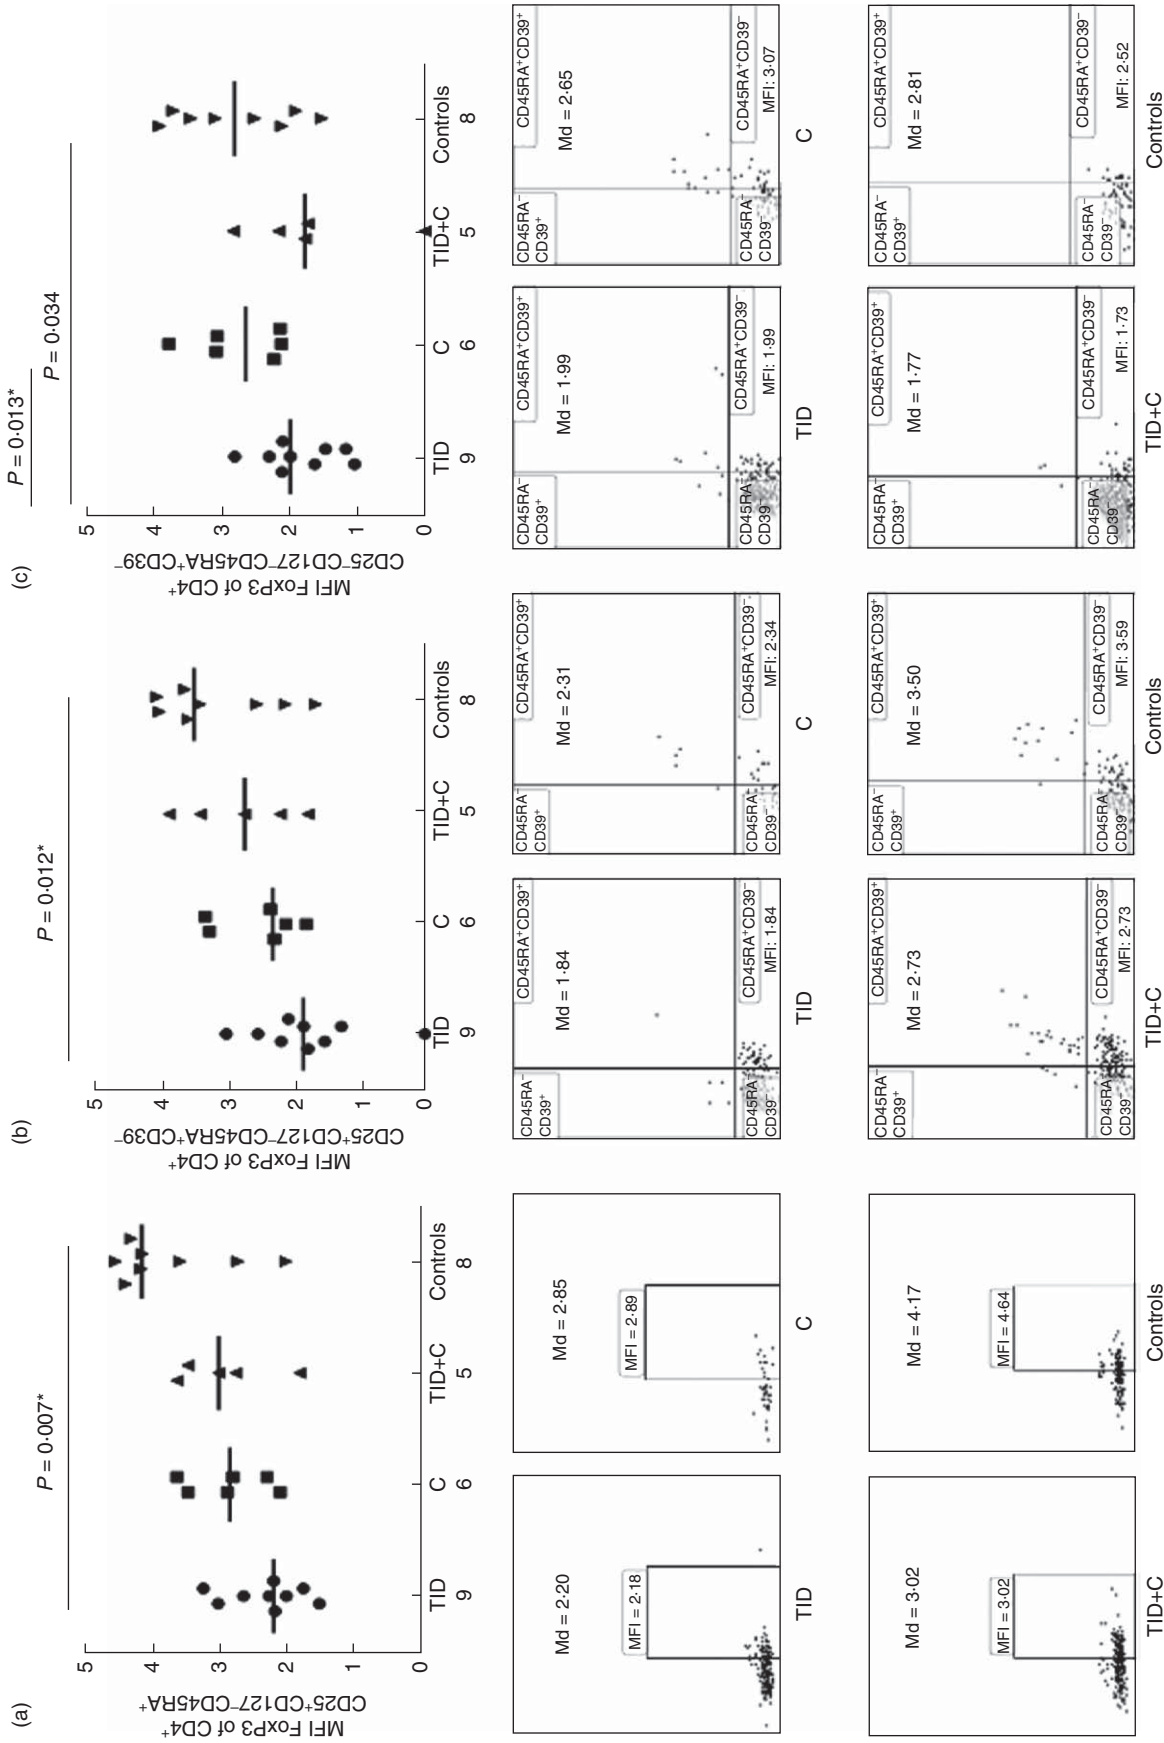 (a)
P = 0·007*
MFI FoxP3 of CD4⁺
CD25⁺CD127⁻CD45RA⁺
5
4
3
2
1
0
TID C TID+C Controls
9 6 5 8
Md = 2·20
MFI = 2·18
TID
Md = 2·85
MFI = 2·89
C
Md = 3·02
MFI = 3·02
TID+C
Md = 4·17
MFI = 4·64
Controls
(b)
P = 0·012*
MFI FoxP3 of CD4⁺
CD25⁺CD127⁻CD45RA⁺CD39⁻
5
4
3
2
1
0
TID C TID+C Controls
9 6 5 8
CD45RA⁻
CD39⁺
CD45RA⁺CD39⁺
Md = 1·84
CD45RA⁻
CD39⁻
CD45RA⁺CD39⁻
MFI: 1·84
TID
CD45RA⁻
CD39⁺
CD45RA⁺CD39⁺
Md = 2·31
CD45RA⁻
CD39⁻
CD45RA⁺CD39⁻
MFI: 2·34
C
CD45RA⁻
CD39⁺
CD45RA⁺CD39⁺
Md = 2·73
CD45RA⁻
CD39⁻
CD45RA⁺CD39⁻
MFI: 2·73
TID+C
CD45RA⁻
CD39⁺
CD45RA⁺CD39⁺
Md = 3·50
CD45RA⁻
CD39⁻
CD45RA⁺CD39⁻
MFI: 3·59
Controls
(c)
P = 0·013*
P = 0·034
MFI FoxP3 of CD4⁺
CD25⁻CD127⁻CD45RA⁺CD39⁻
5
4
3
2
1
0
TID C TID+C Controls
9 6 5 8
CD45RA⁻
CD39⁺
CD45RA⁺CD39⁺
Md = 1·99
CD45RA⁻
CD39⁻
CD45RA⁺CD39⁻
MFI: 1·99
TID
CD45RA⁻
CD39⁺
CD45RA⁺CD39⁺
Md = 2·65
CD45RA⁻
CD39⁻
CD45RA⁺CD39⁻
MFI: 3·07
C
CD45RA⁻
CD39⁺
CD45RA⁺CD39⁺
Md = 1·77
CD45RA⁻
CD39⁻
CD45RA⁺CD39⁻
MFI: 1·73
TID+C
CD45RA⁻
CD39⁺
CD45RA⁺CD39⁺
Md = 2·81
CD45RA⁻
CD39⁻
CD45RA⁺CD39⁻
MFI: 2·52
Controls